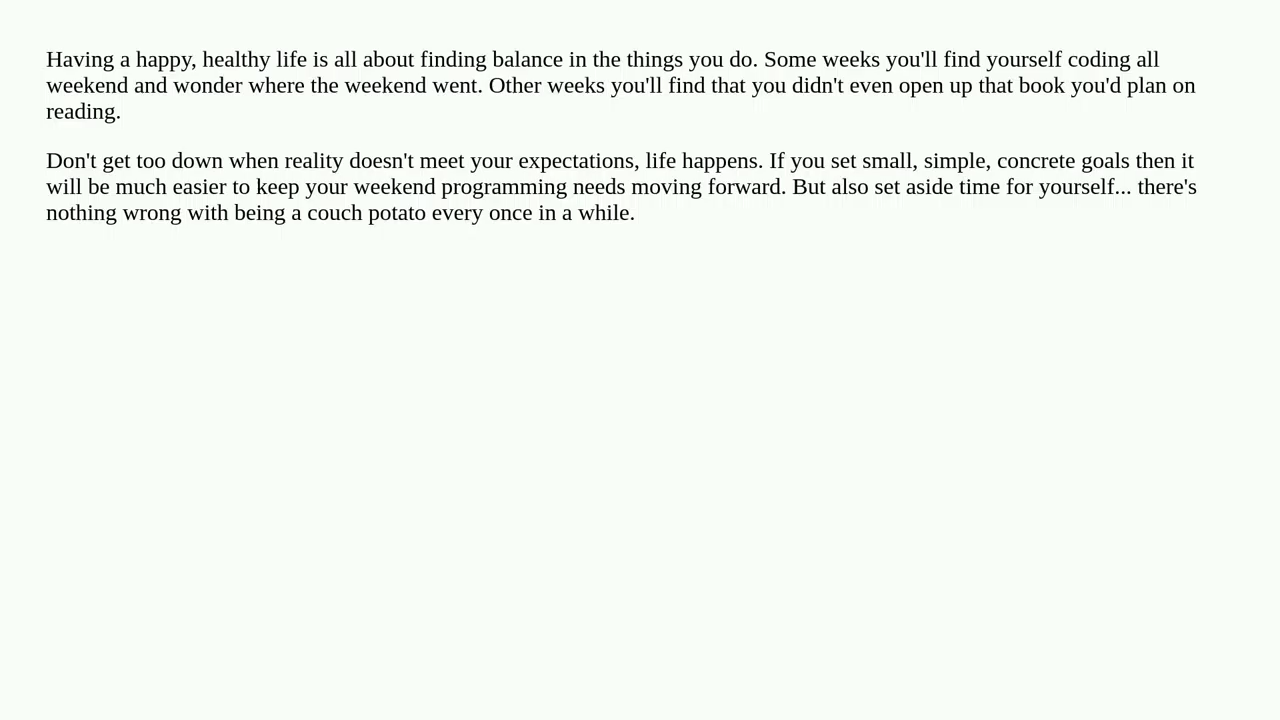 Having a happy, healthy life is all about finding balance in the things you do. Some weeks you'll find yourself coding all
weekend and wonder where the weekend went. Other weeks you'll find that you didn't even open up that book you'd plan on
reading.
Don't get too down when reality doesn't meet your expectations, life happens. If you set small, simple, concrete goals then it
will be much easier to keep your weekend programming needs moving forward. But also set aside time for yourself... there's
nothing wrong with being a couch potato every once in a while.